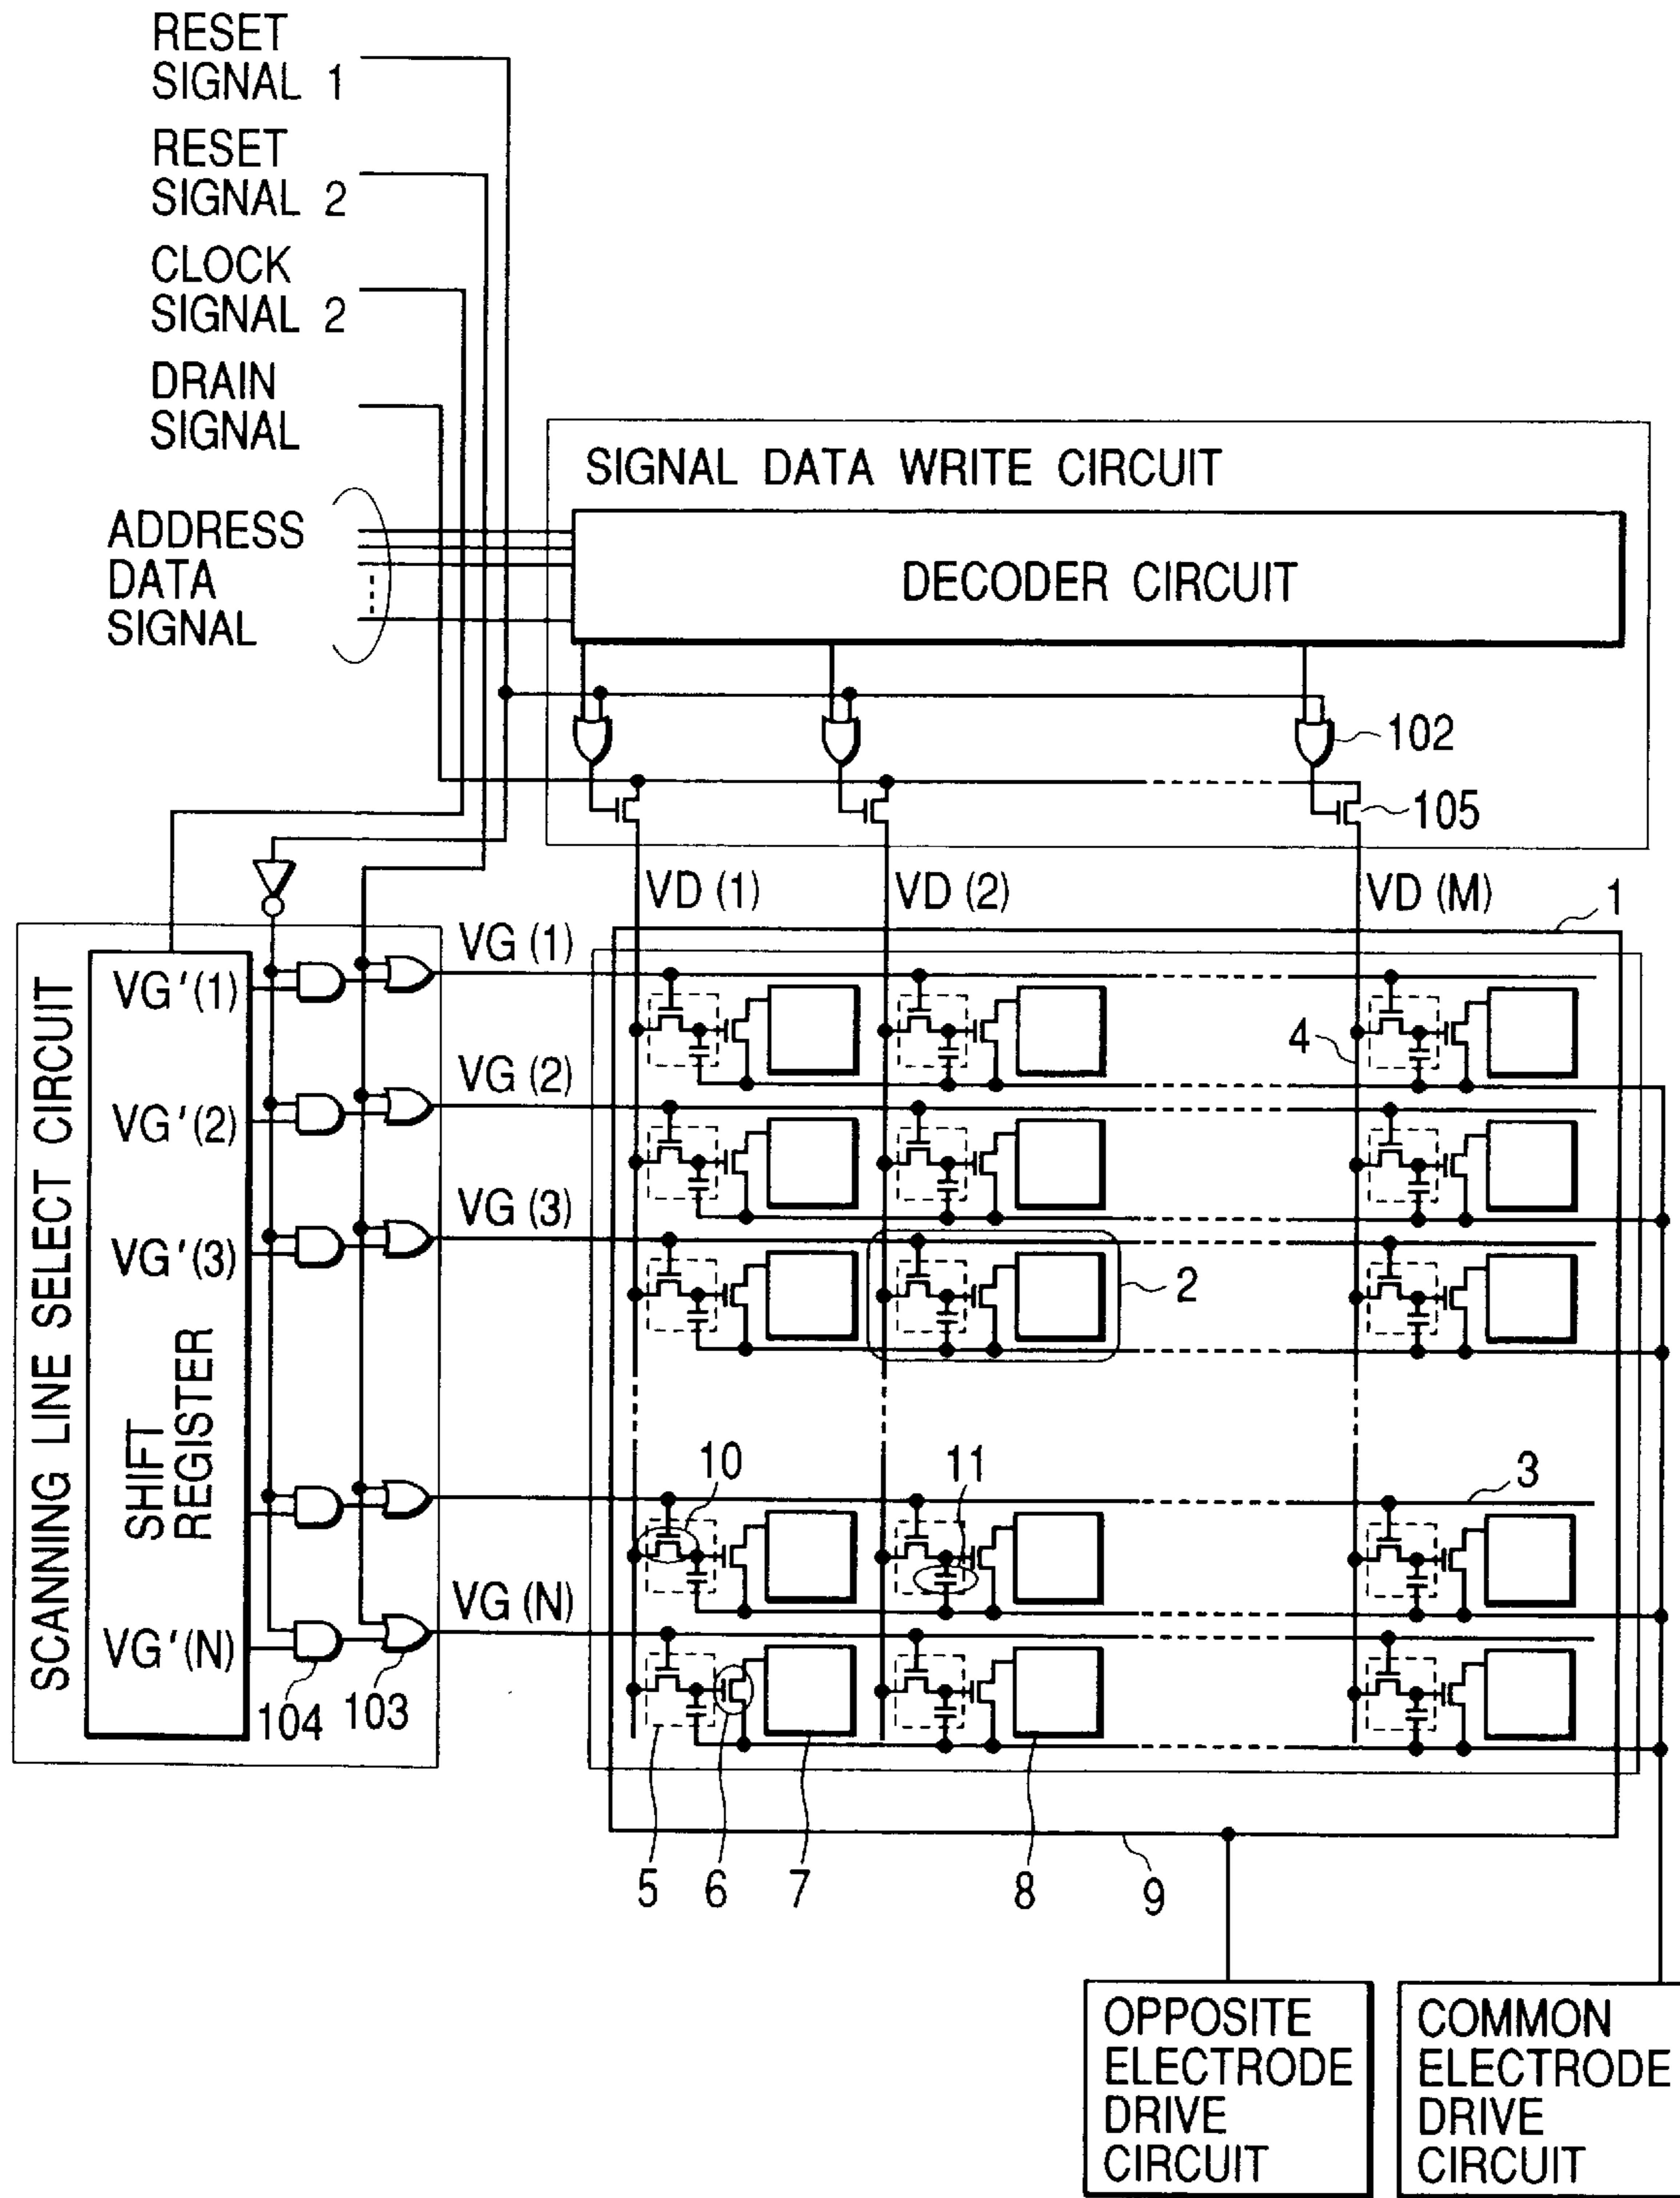 RESET
SIGNAL 1
RESET
SIGNAL 2
CLOCK
SIGNAL 2
DRAIN
SIGNAL
ADDRESS
DATA
SIGNAL
SIGNAL DATA WRITE CIRCUIT
DECODER CIRCUIT
102
105
VD (1)
VD (2)
VD (M)
1
SCANNING LINE SELECT CIRCUIT
SHIFT
REGISTER
VG'(1)
VG'(2)
VG'(3)
VG'(N)
104
103
VG (1)
VG (2)
VG (3)
VG (N)
4
2
10
11
3
5
6
7
8
9
OPPOSITE
ELECTRODE
DRIVE
CIRCUIT
COMMON
ELECTRODE
DRIVE
CIRCUIT